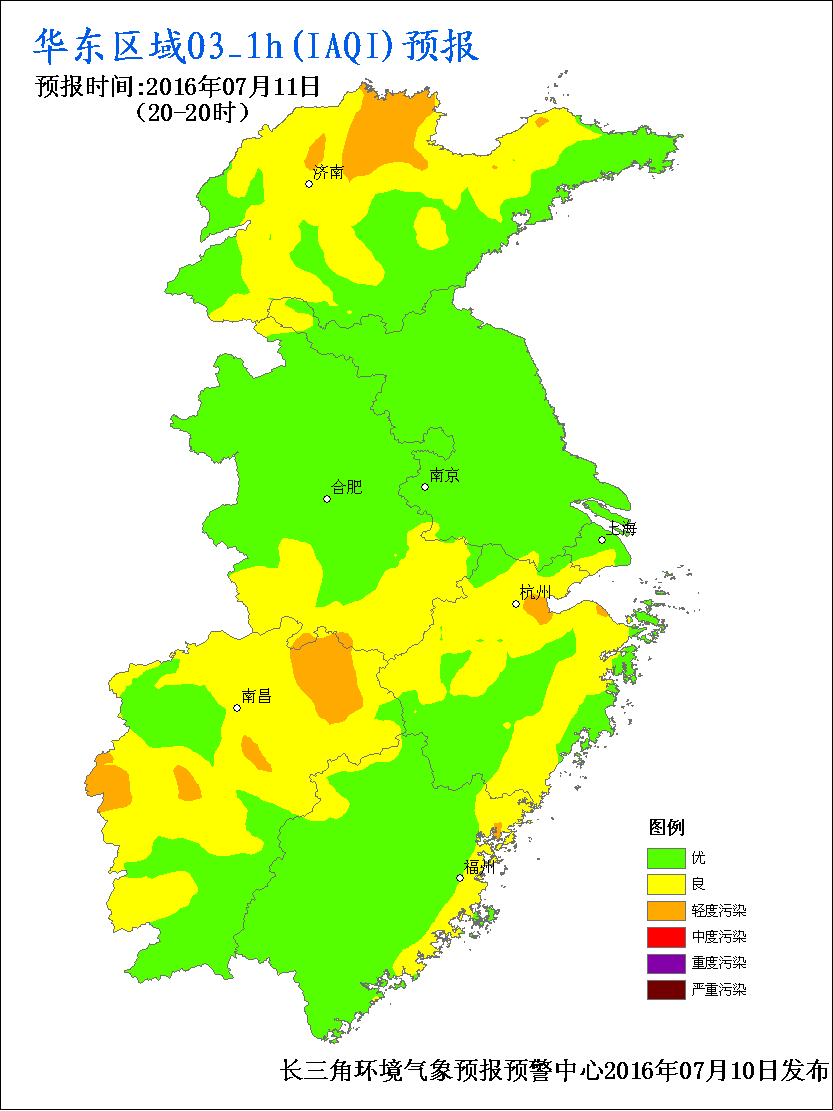 华东区域O3_1h(IAQI)预报
预报时间:2016年07月11日
(20-20时)
济南
南京
合肥
上海
杭州
南昌
福州
图例
优
良
轻度污染
中度污染
重度污染
严重污染
长三角环境气象预报预警中心2016年07月10日发布